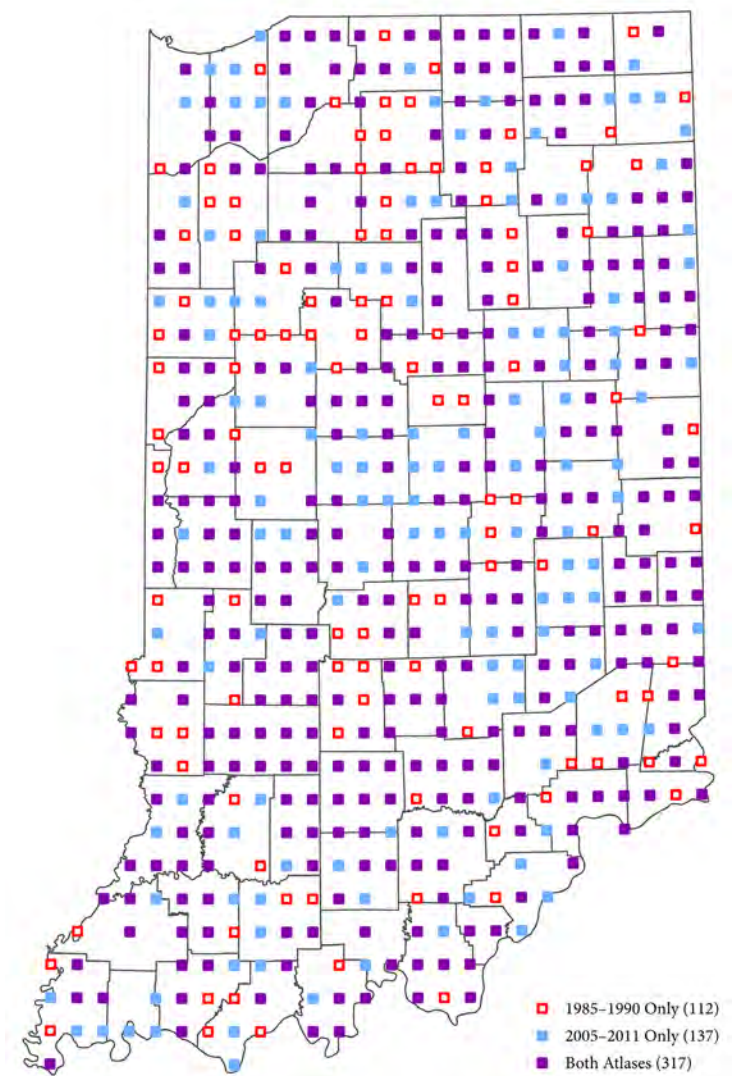 1985–1990 Only (112)
2005–2011 Only (137)
Both Atlases (317)